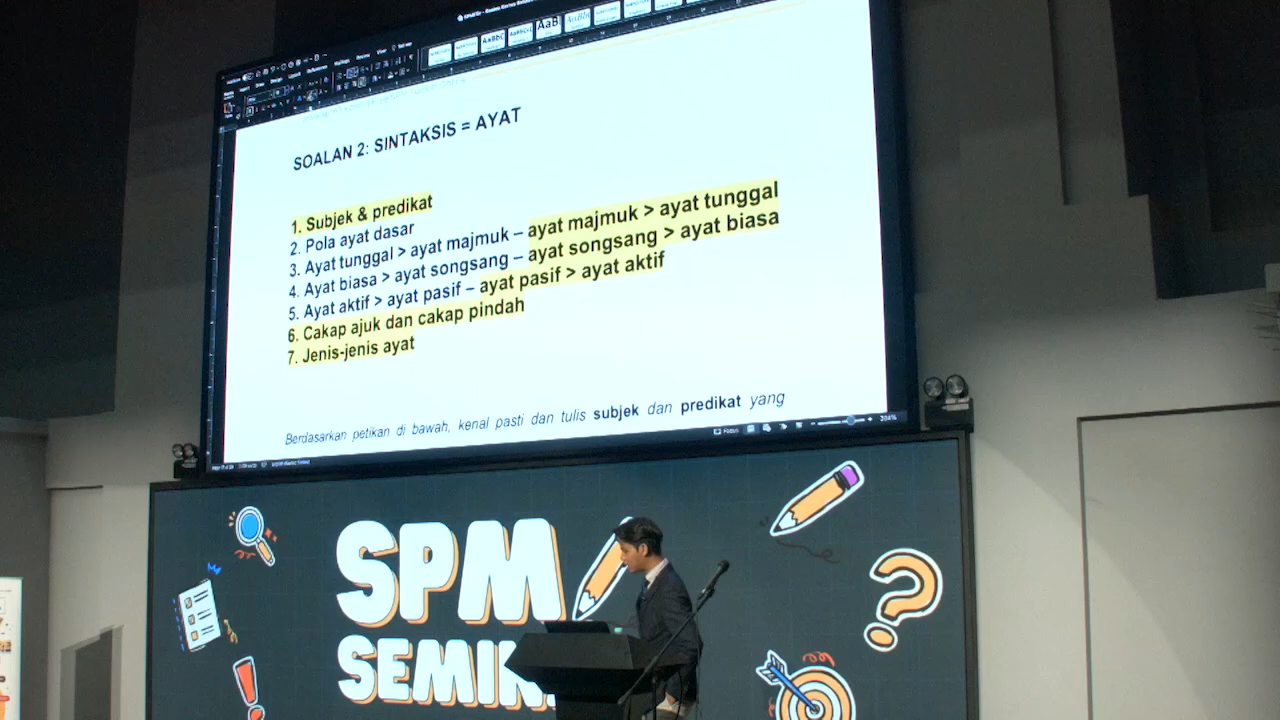 SOALAN 2: SINTAKSIS = AYAT
1. Subjek & predikat
2. Pola ayat dasar
3. Ayat tunggal > ayat majmuk – ayat majmuk > ayat tunggal
4. Ayat biasa > ayat songsang – ayat songsang > ayat biasa
5. Ayat aktif > ayat pasif – ayat pasif > ayat aktif
6. Cakap ajuk dan cakap pindah
7. Jenis-jenis ayat
Berdasarkan petikan di bawah, kenal pasti dan tulis subjek dan predikat yang
Focus
204%
SPM
SEMIN